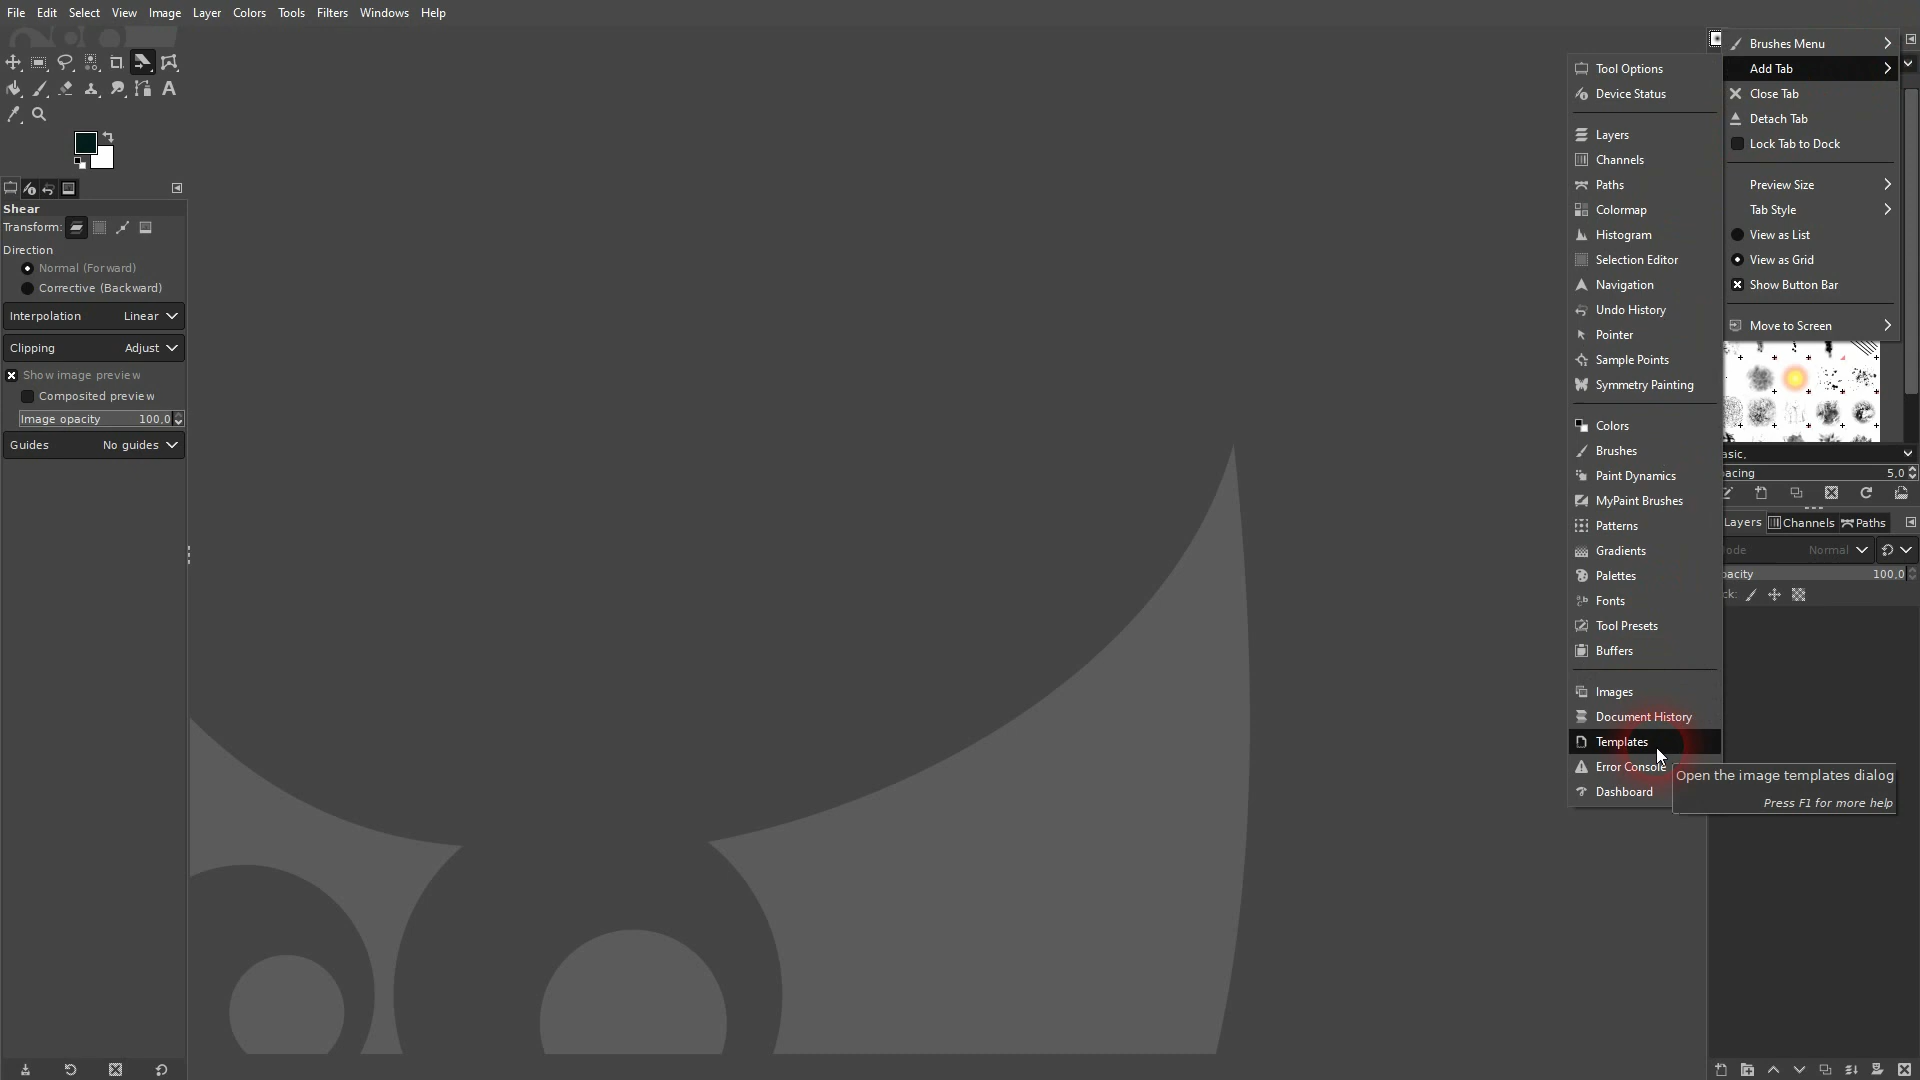 File Edit Select View Image Layer Colors Tools Filters Windows Help
Shear
Transform:
Direction
Normal (Forward)
Corrective (Backward)
Interpolation Linear
Clipping Adjust
Show image preview
Composited preview
Image opacity 100,0
Guides No guides
Tool Options
Device Status
Layers
Channels
Paths
Colormap
Histogram
Selection Editor
Navigation
Undo History
Pointer
Sample Points
Symmetry Painting
Colors
Brushes
Paint Dynamics
MyPaint Brushes
Patterns
Gradients
Palettes
Fonts
Tool Presets
Buffers
Images
Document History
Templates
Error Console
Dashboard
Open the image templates dialog
Press F1 for more help
Brushes Menu
Add Tab
Close Tab
Detach Tab
Lock Tab to Dock
Preview Size
Tab Style
View as List
View as Grid
Show Button Bar
Move to Screen
asic,
acing 5,0
Layers Channels Paths
ode Normal
pacity 100,0
ck: